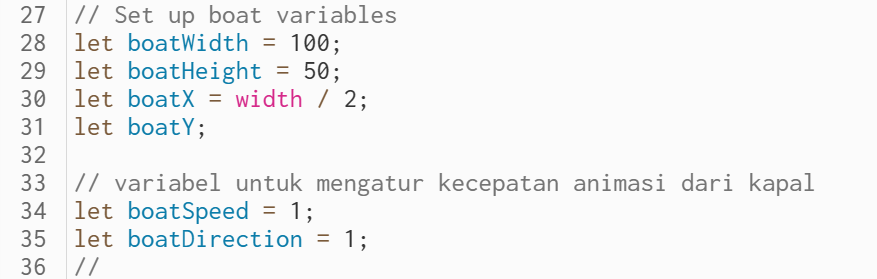 27 // Set up boat variables
28 let boatWidth = 100;
29 let boatHeight = 50;
30 let boatX = width / 2;
31 let boatY;
32
33 // variabel untuk mengatur kecepatan animasi dari kapal
34 let boatSpeed = 1;
35 let boatDirection = 1;
36 //